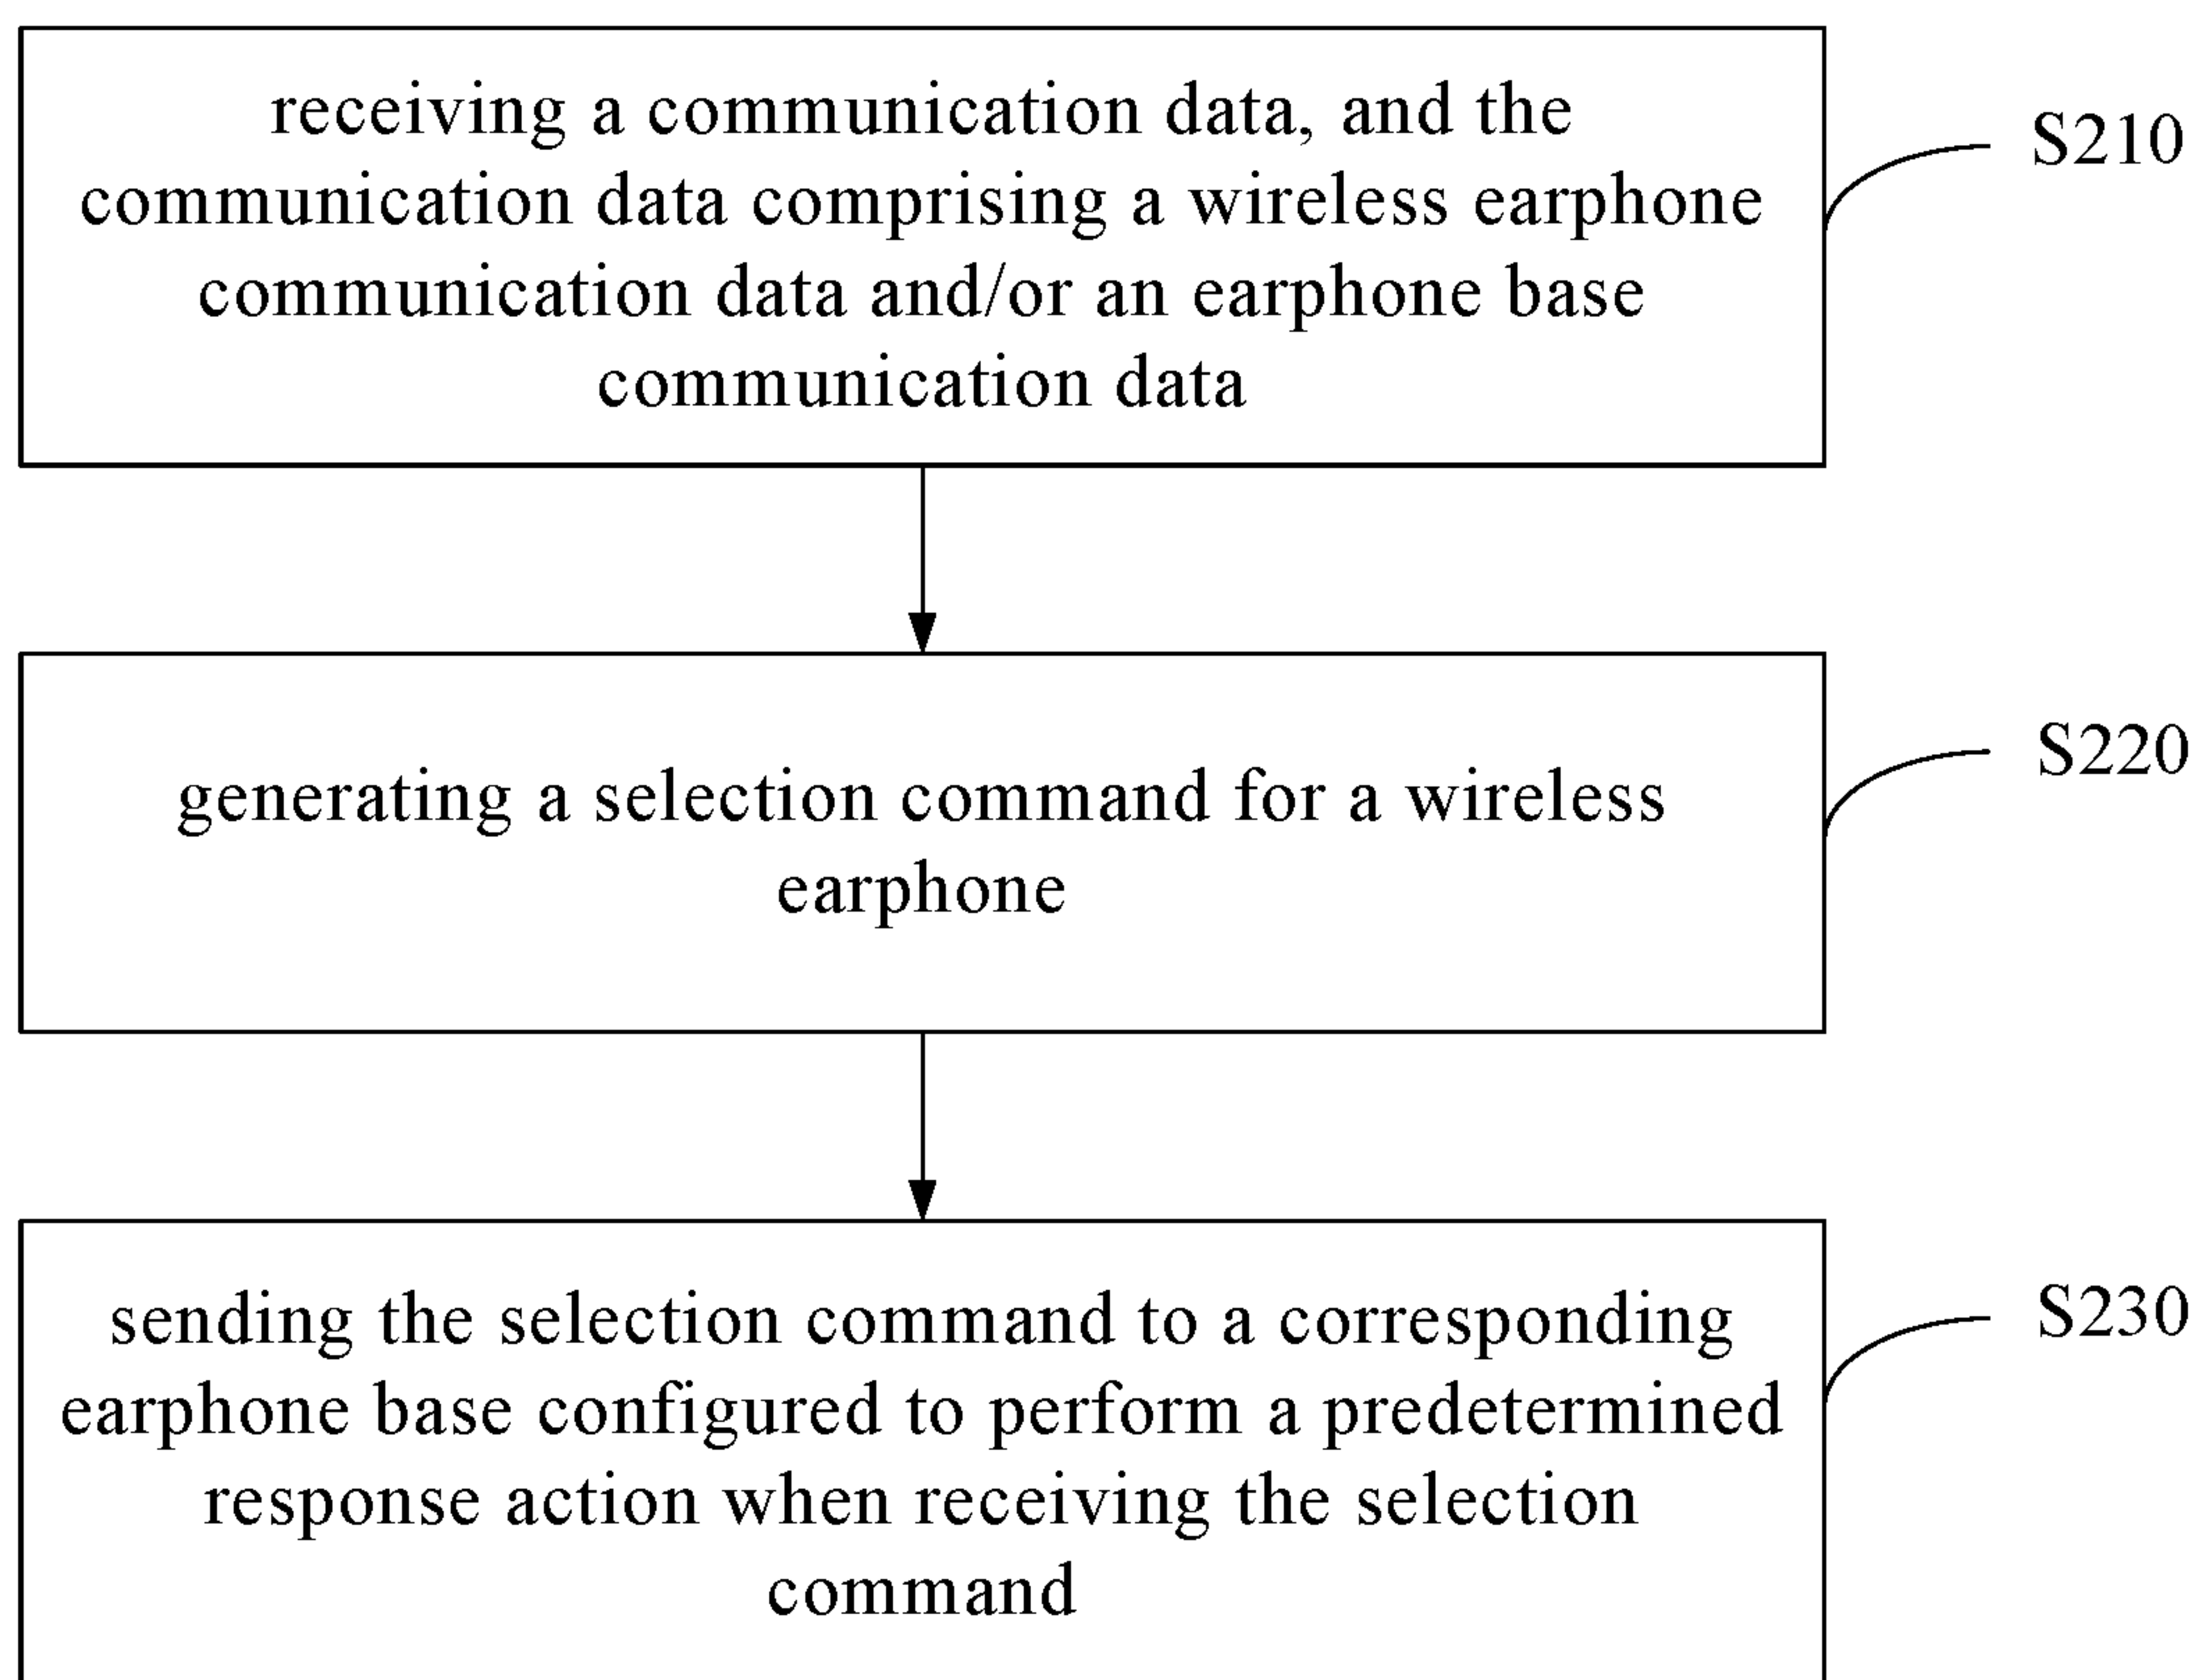 receiving a communication data, and the
communication data comprising a wireless earphone
communication data and/or an earphone base
communication data
S210
generating a selection command for a wireless
earphone
S220
sending the selection command to a corresponding
earphone base configured to perform a predetermined
response action when receiving the selection
command
S230